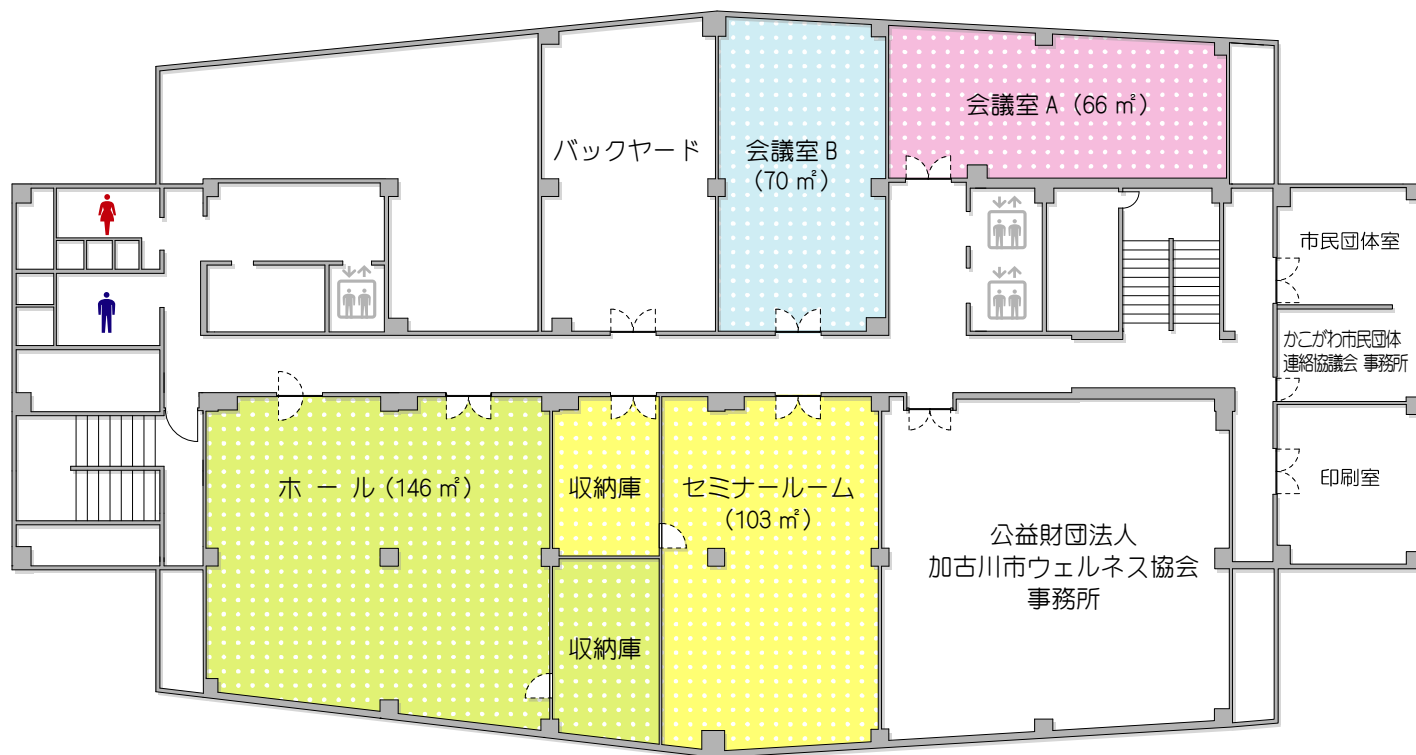 会議室 A（66 ㎡）
バックヤード
会議室 B
（70 ㎡）
市民団体室
かこがわ市民団体
連絡協議会 事務所
ホ ー ル（146 ㎡）
収納庫
セミナールーム
（103 ㎡）
印刷室
公益財団法人
加古川市ウェルネス協会
事務所
収納庫